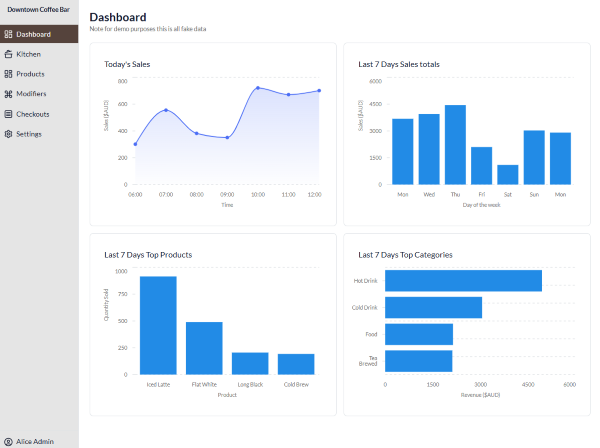 Downtown Coffee Bar
Dashboard
Kitchen
Products
Modifiers
Checkouts
Settings
Alice Admin
Dashboard
Note for demo purposes this is all fake data
Today's Sales
Sales ($AUD)
800
600
400
200
0
06:00 07:00 08:00 09:00 10:00 11:00 12:00
Time
Last 7 Days Sales totals
Sales ($AUD)
6000
4500
3000
1500
0
Mon Wed Thu Fri Sat Sun Mon
Day of the week
Last 7 Days Top Products
Quantity Sold
1000
750
500
250
0
Iced Latte Flat White Long Black Cold Brew
Product
Last 7 Days Top Categories
Hot Drink
Cold Drink
Food
Tea
Brewed
0 1500 3000 4500 6000
Revenue ($AUD)